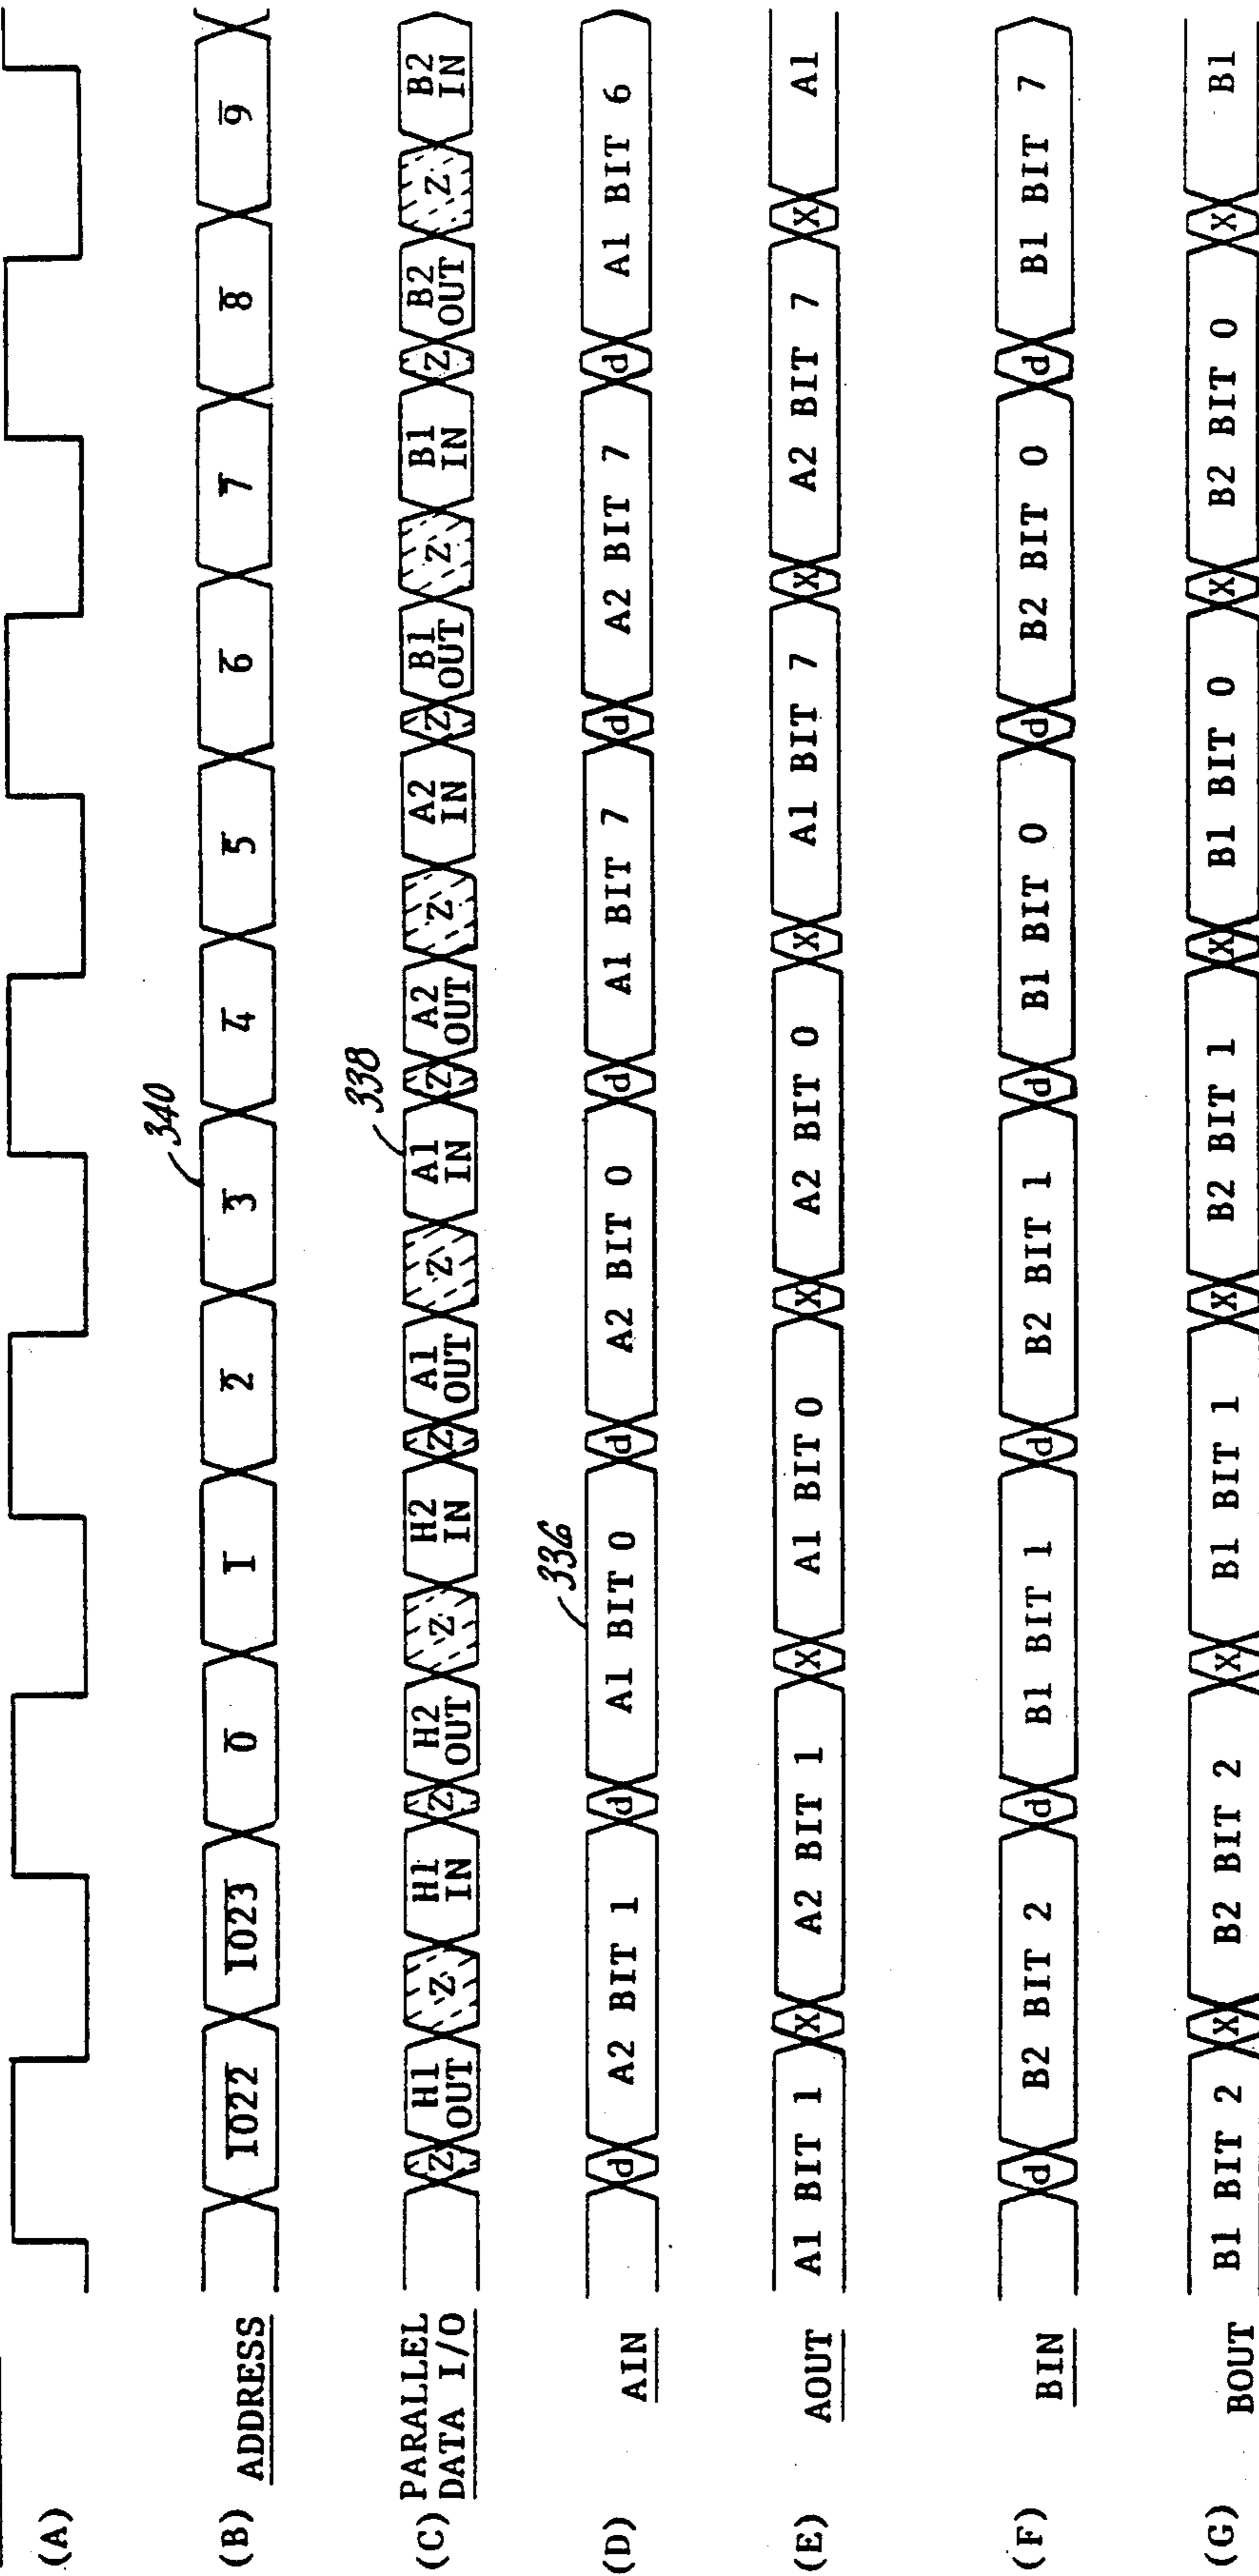 (A)
340
(B) ADDRESS 1022 1023 0 1 2 3 4 5 6 7 8 9
338
(C) PARALLEL Z H1 Z H1 Z H2 Z H2 Z A1 Z A1 Z A2 Z A2 Z B1 Z B1 Z B2 Z B2
DATA I/O OUT IN OUT IN OUT IN OUT IN OUT IN OUT IN
336
(D) AIN d A2 BIT 1 d A1 BIT 0 d A2 BIT 0 d A1 BIT 7 d A2 BIT 7 d A1 BIT 6
(E) AOUT A1 BIT 1 X A2 BIT 1 X A1 BIT 0 X A2 BIT 0 X A1 BIT 7 X A2 BIT 7 X A1
(F) BIN d B2 BIT 2 d B1 BIT 1 d B2 BIT 1 d B1 BIT 0 d B2 BIT 0 d B1 BIT 7
(G) BOUT B1 BIT 2 X B2 BIT 2 X B1 BIT 1 X B2 BIT 1 X B1 BIT 0 X B2 BIT 0 X B1